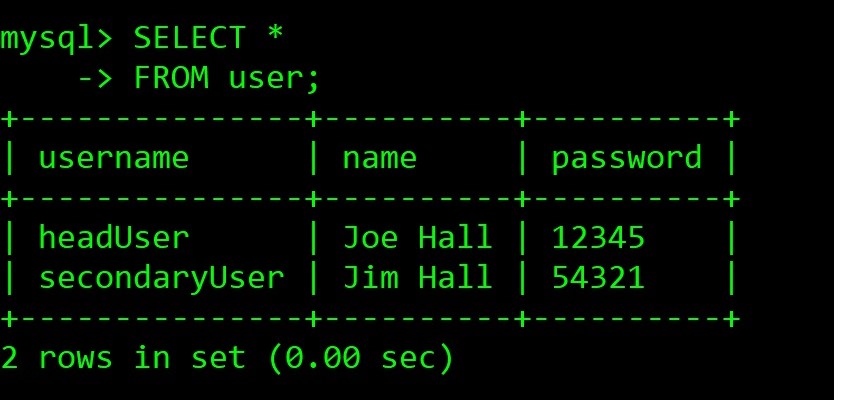 mysql> SELECT *
    -> FROM user;
+---------------+----------+----------+
| username      | name     | password |
+---------------+----------+----------+
| headUser      | Joe Hall | 12345    |
| secondaryUser | Jim Hall | 54321    |
+---------------+----------+----------+
2 rows in set (0.00 sec)